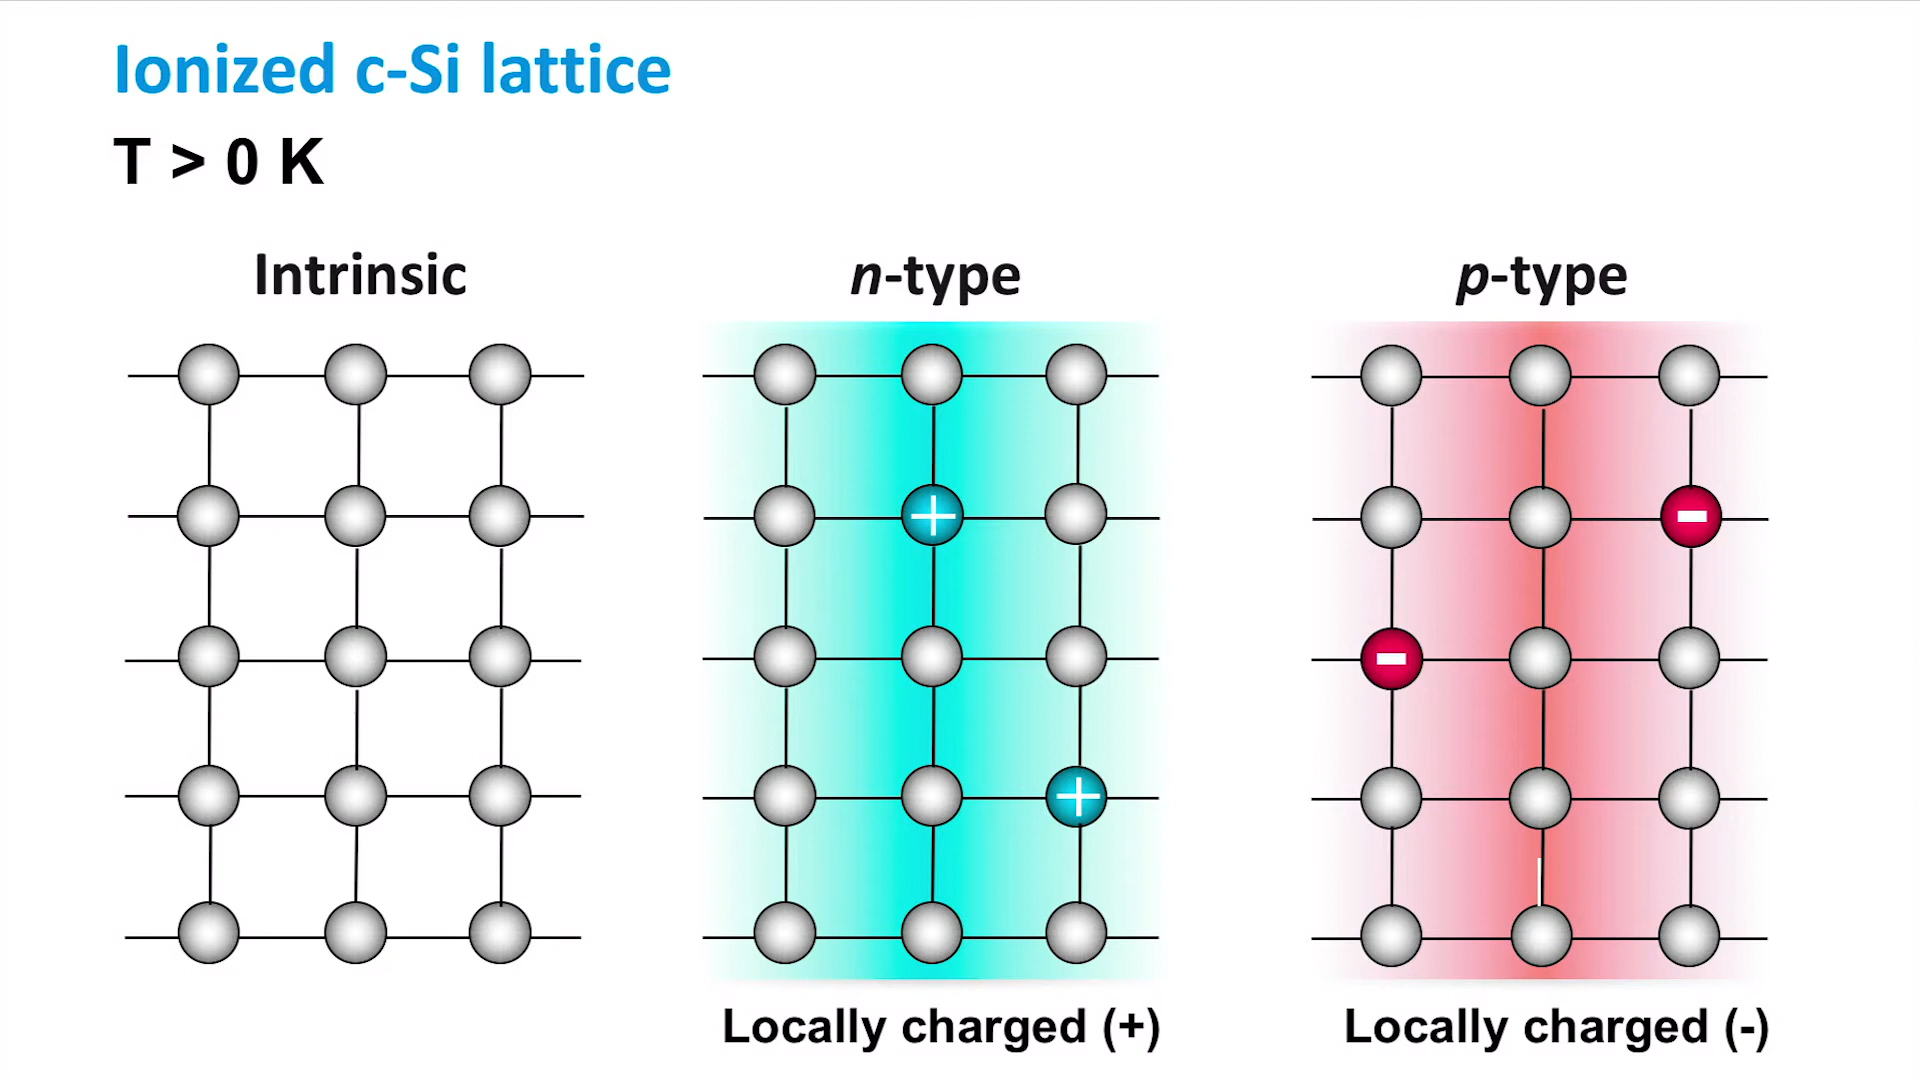 Ionized c-Si lattice
T > 0 K
Intrinsic
n-type
p-type
+
-
-
+
Locally charged (+)
Locally charged (-)